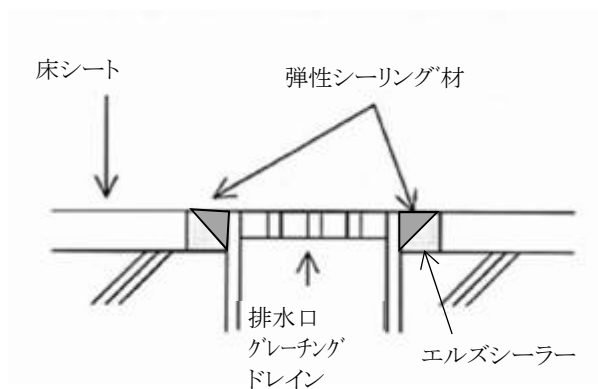 床シート
弾性シーリング材
排水口
グレーチング
ドレイン
エルズシーラー